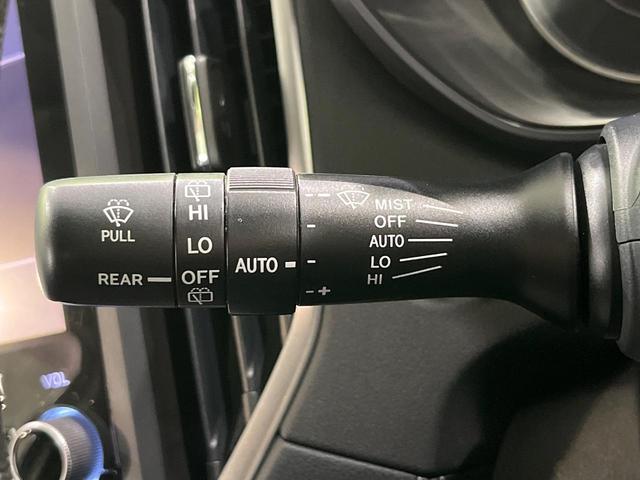 PULL
REAR
HI
LO
OFF
AUTO
--
-
-
-+
MIST
OFF
AUTO
LO
HI
VOL